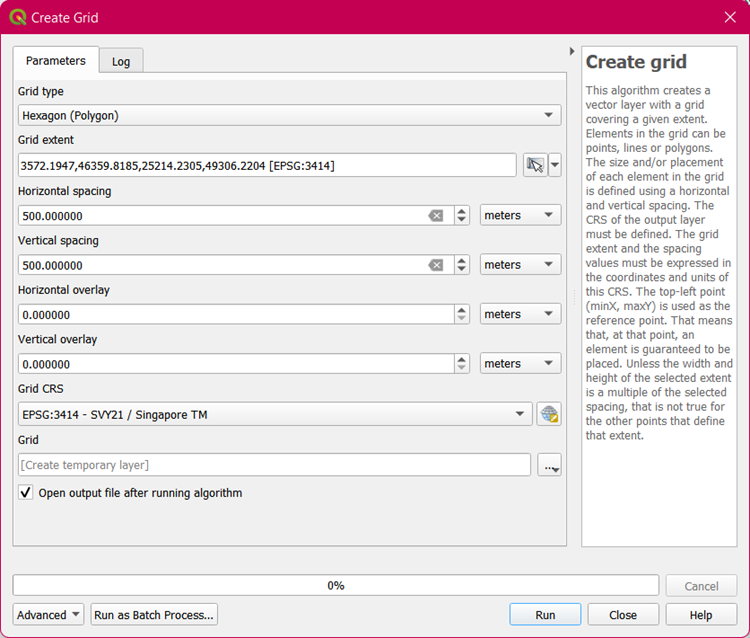 Create Grid
Parameters
Log
Grid type
Hexagon (Polygon)
Grid extent
3572.1947,46359.8185,25214.2305,49306.2204 [EPSG:3414]
Horizontal spacing
500.000000
meters
Vertical spacing
500.000000
meters
Horizontal overlay
0.000000
meters
Vertical overlay
0.000000
meters
Grid CRS
EPSG:3414 - SVY21 / Singapore TM
Grid
[Create temporary layer]
...
Open output file after running algorithm
Create grid
This algorithm creates a
vector layer with a grid
covering a given extent.
Elements in the grid can be
points, lines or polygons.
The size and/or placement
of each element in the grid
is defined using a horizontal
and vertical spacing. The
CRS of the output layer
must be defined. The grid
extent and the spacing
values must be expressed in
the coordinates and units of
this CRS. The top-left point
(minX, maxY) is used as the
reference point. That means
that, at that point, an
element is guaranteed to be
placed. Unless the width and
height of the selected extent
is a multiple of the selected
spacing, that is not true for
the other points that define
that extent.
0%
Cancel
Advanced
Run as Batch Process...
Run
Close
Help